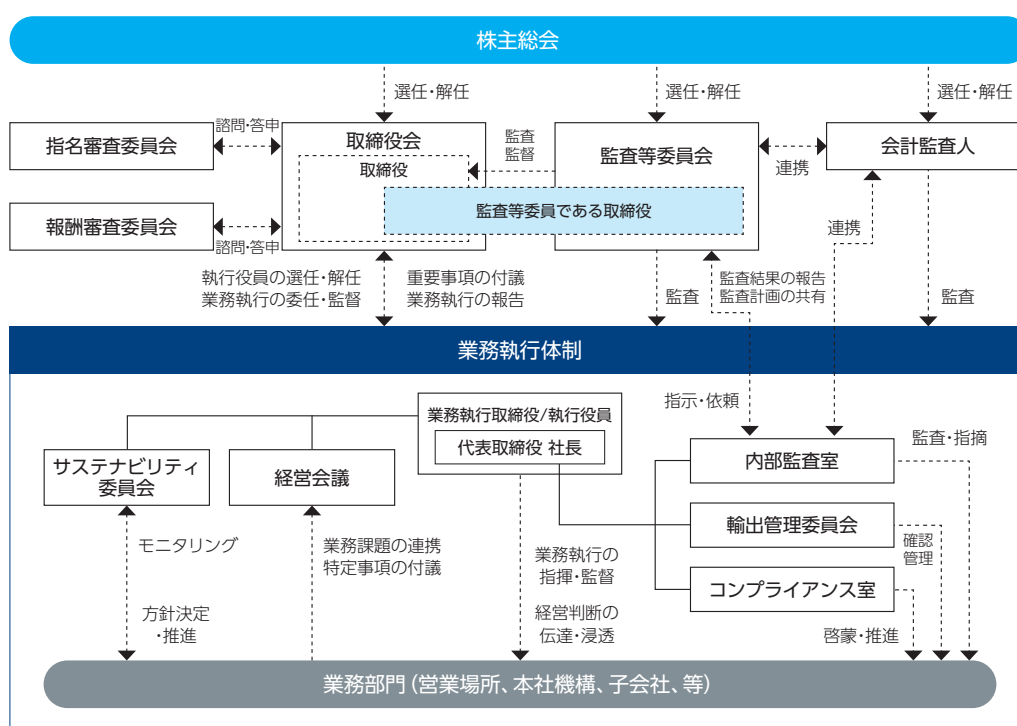 株主総会
選任・解任
選任・解任
選任・解任
指名審査委員会
諮問・答申
取締役会
取締役
監査
監督
監査等委員会
連携
会計監査人
監査等委員である取締役
報酬審査委員会
諮問・答申
連携
執行役員の選任・解任
業務執行の委任・監督
重要事項の付議
業務執行の報告
監査
監査結果の報告
監査計画の共有
監査
業務執行体制
指示・依頼
業務執行取締役/執行役員
代表取締役 社長
サステナビリティ
委員会
経営会議
内部監査室
監査・指摘
輸出管理委員会
確認
管理
コンプライアンス室
啓蒙・推進
モニタリング
方針決定
・推進
業務課題の連携
特定事項の付議
業務執行の
指揮・監督
経営判断の
伝達・浸透
業務部門(営業場所、本社機構、子会社、等)